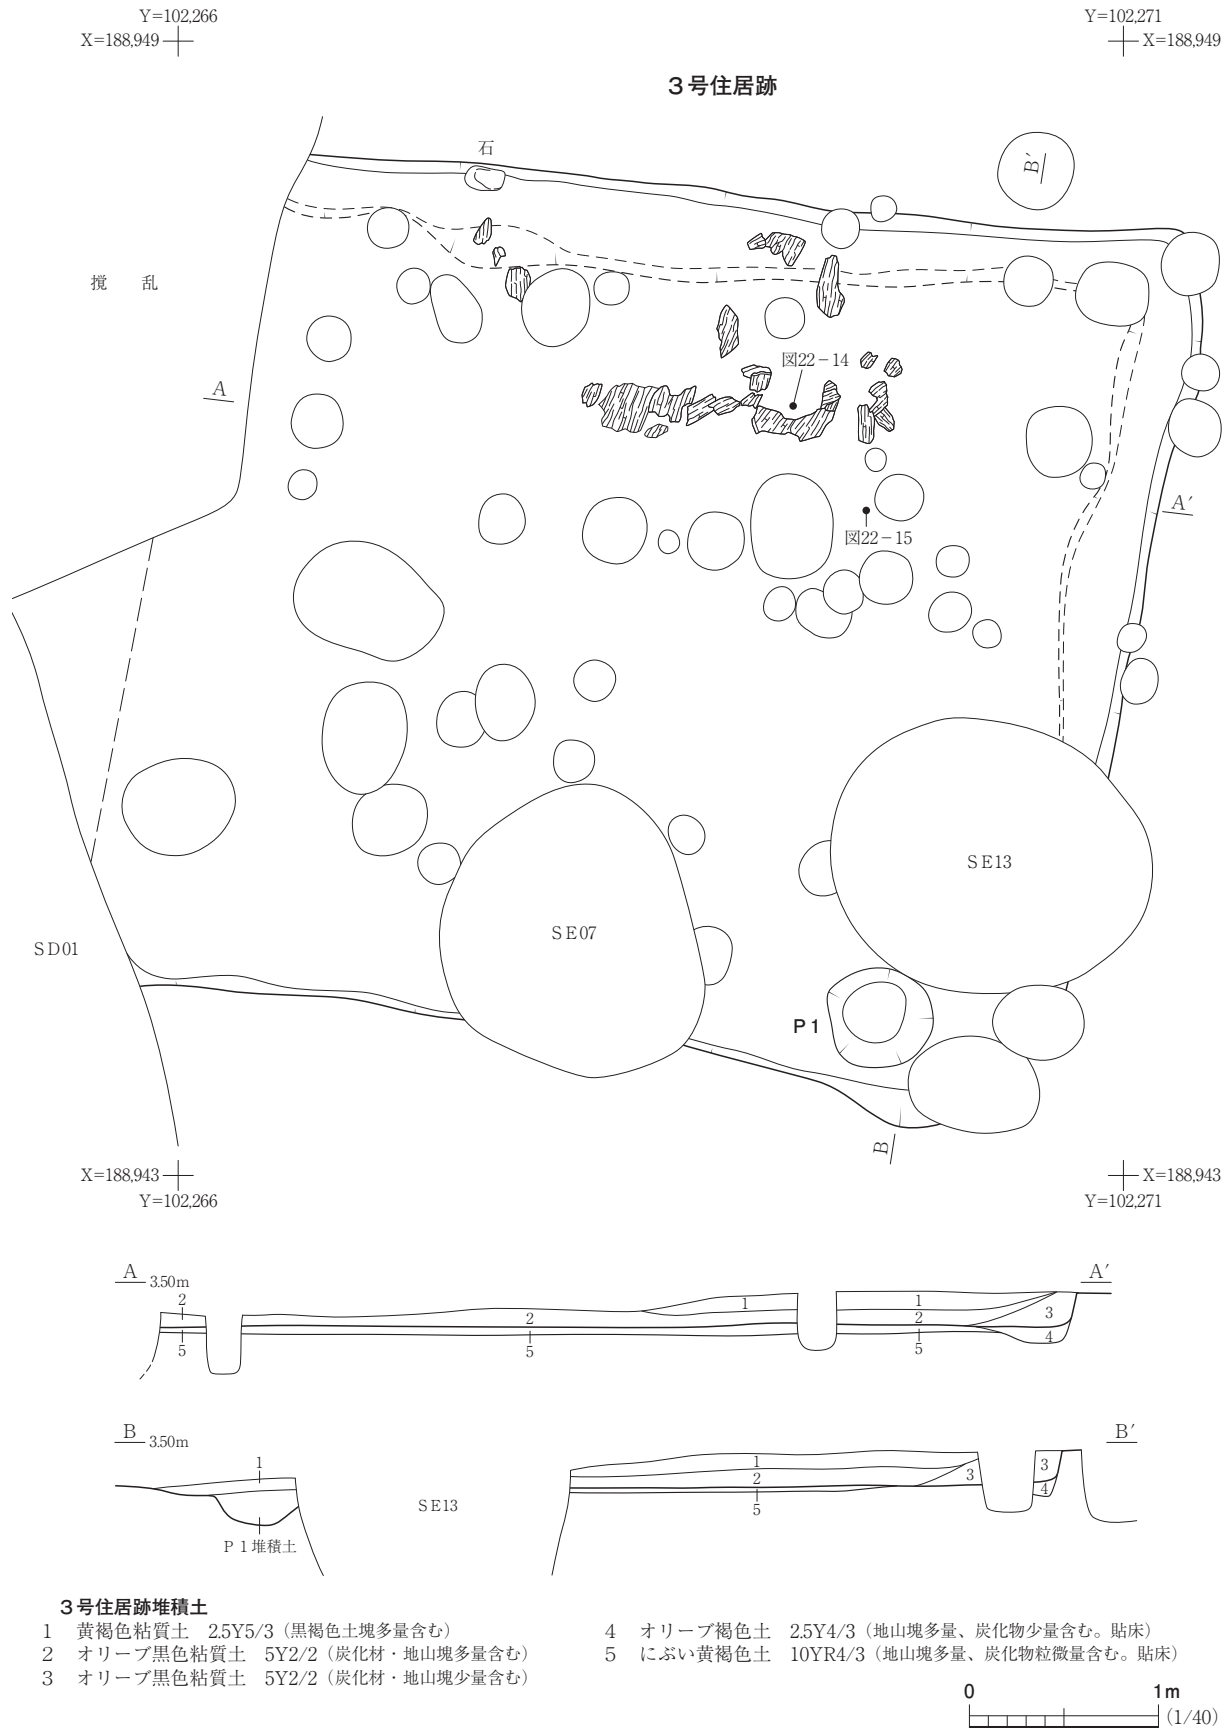 Y=102,266
X=188,949
Y=102,271
X=188,949
3号住居跡
石
B′
撹 乱
A
図22-14
A′
図22-15
SE13
SE07
SD01
P1
B
X=188,943
Y=102,266
X=188,943
Y=102,271
A 3.50m
A′
2
5
2
5
1
1
2
5
3
4
B 3.50m
B′
1
SE13
P1堆積土
1
2
5
3
3
4
3号住居跡堆積土
1 黄褐色粘質土 2.5Y5/3(黒褐色土塊多量含む)
2 オリーブ黒色粘質土 5Y2/2(炭化材・地山塊多量含む)
3 オリーブ黒色粘質土 5Y2/2(炭化材・地山塊少量含む)
4 オリーブ褐色土 2.5Y4/3(地山塊多量、炭化物少量含む。貼床)
5 にぶい黄褐色土 10YR4/3(地山塊多量、炭化物粒微量含む。貼床)
0 1m
(1/40)